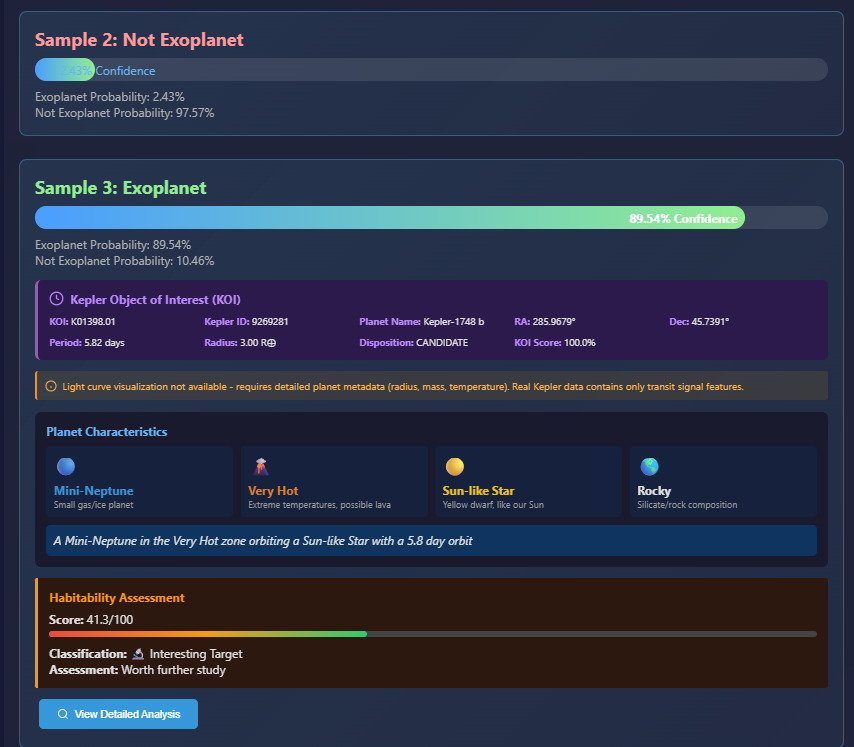 Sample 2: Not Exoplanet
2.43% Confidence
Exoplanet Probability: 2.43%
Not Exoplanet Probability: 97.57%
Sample 3: Exoplanet
89.54% Confidence
Exoplanet Probability: 89.54%
Not Exoplanet Probability: 10.46%
Kepler Object of Interest (KOI)
KOI: K01398.01 Kepler ID: 9269281 Planet Name: Kepler-1748 b RA: 285.9679° Dec: 45.7391°
Period: 5.82 days Radius: 3.00 R⊕ Disposition: CANDIDATE KOI Score: 100.0%
Light curve visualization not available - requires detailed planet metadata (radius, mass, temperature). Real Kepler data contains only transit signal features.
Planet Characteristics
Mini-Neptune Very Hot Sun-like Star Rocky
Small gas/ice planet Extreme temperatures, possible lava Yellow dwarf, like our Sun Silicate/rock composition
A Mini-Neptune in the Very Hot zone orbiting a Sun-like Star with a 5.8 day orbit
Habitability Assessment
Score: 41.3/100
Classification: Interesting Target
Assessment: Worth further study
View Detailed Analysis